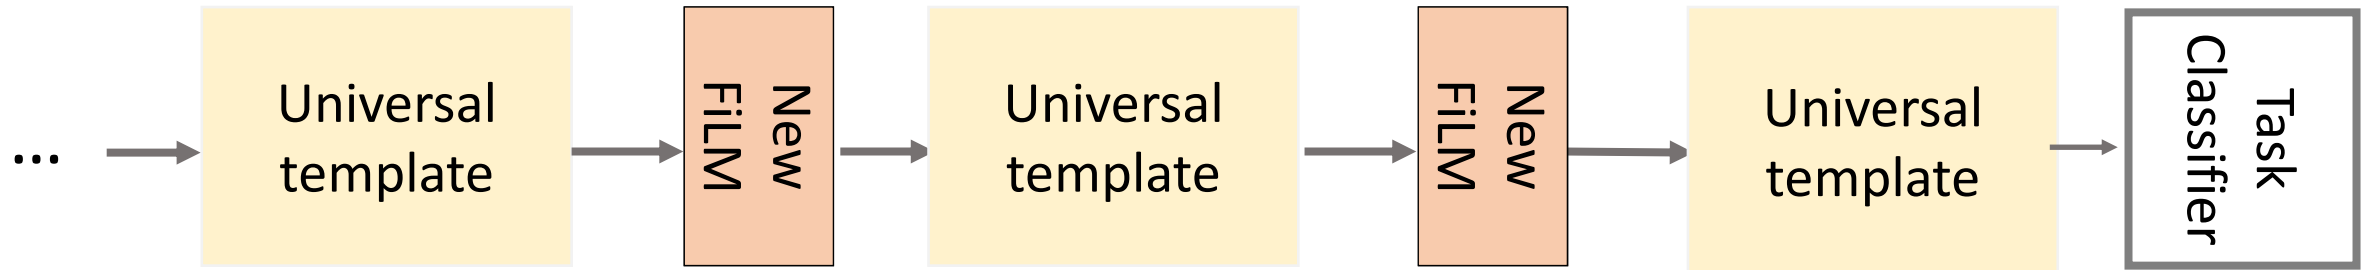 ...
Universal
template
New
FiLM
Universal
template
New
FiLM
Universal
template
Task
Classifier